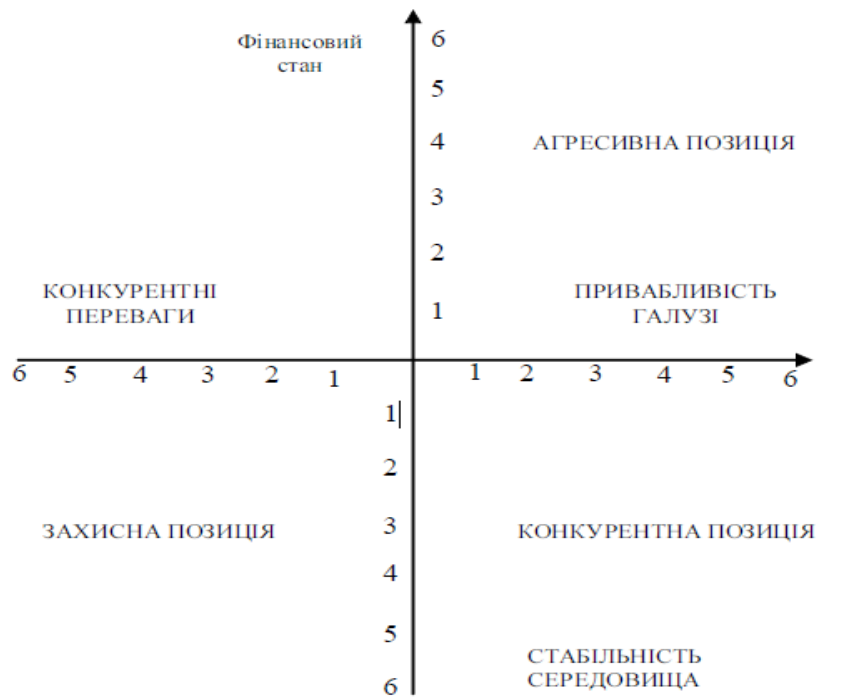 Фінансовий
стан
6
5
4
АГРЕСИВНА ПОЗИЦІЯ
3
2
КОНКУРЕНТНІ
ПЕРЕВАГИ
1
ПРИВАБЛИВІСТЬ
ГАЛУЗІ
6 5 4 3 2 1 1 2 3 4 5 6
1
2
ЗАХИСНА ПОЗИЦІЯ
3
КОНКУРЕНТНА ПОЗИЦІЯ
4
5
СТАБІЛЬНІСТЬ
СЕРЕДОВИЩА
6